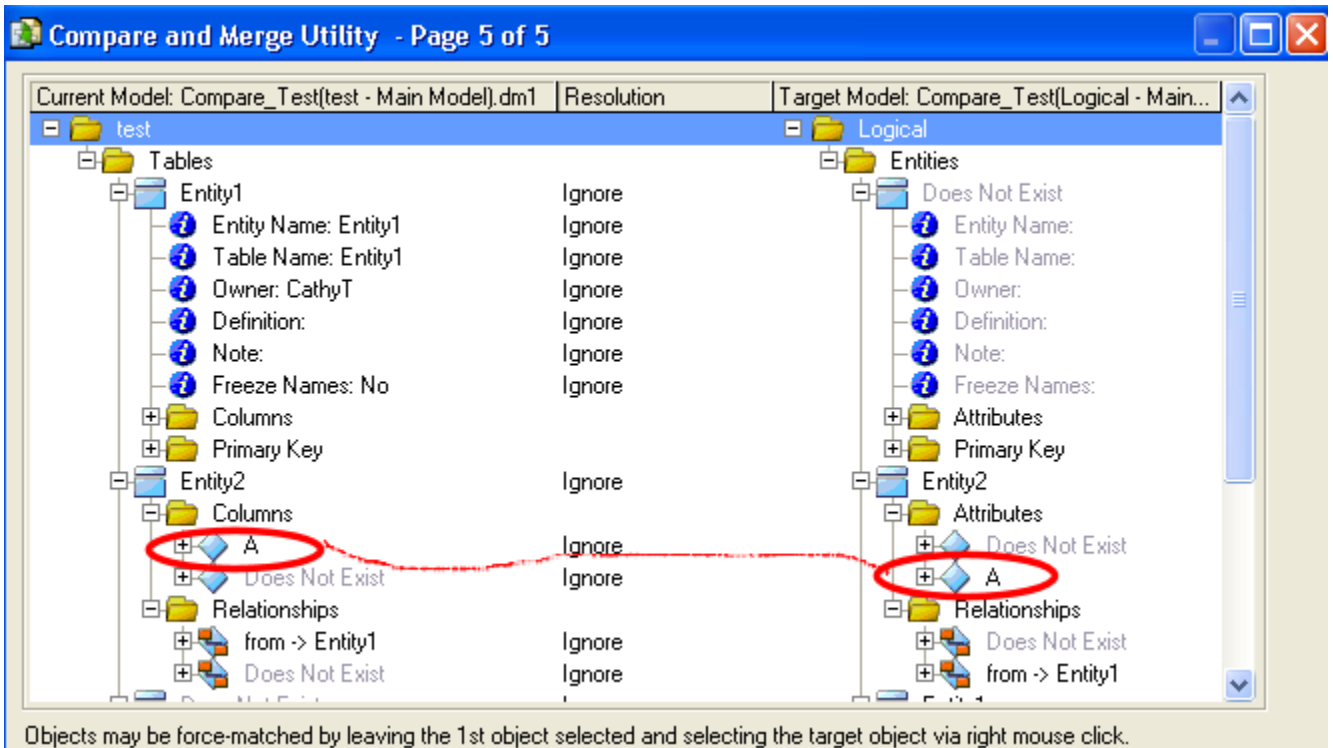 Compare and Merge Utility - Page 5 of 5
Current Model: Compare_Test(test - Main Model).dm1 Resolution Target Model: Compare_Test(Logical - Main...
test Logical
Tables Entities
Entity1 Ignore Does Not Exist
Entity Name: Entity1 Ignore Entity Name:
Table Name: Entity1 Ignore Table Name:
Owner: CathyT Ignore Owner:
Definition: Ignore Definition:
Note: Ignore Note:
Freeze Names: No Ignore Freeze Names:
Columns Attributes
Primary Key Primary Key
Entity2 Ignore Entity2
Columns Attributes
A Ignore Does Not Exist
Does Not Exist Ignore A
Relationships Relationships
from -> Entity1 Ignore Does Not Exist
Does Not Exist Ignore from -> Entity1
Objects may be force-matched by leaving the 1st object selected and selecting the target object via right mouse click.